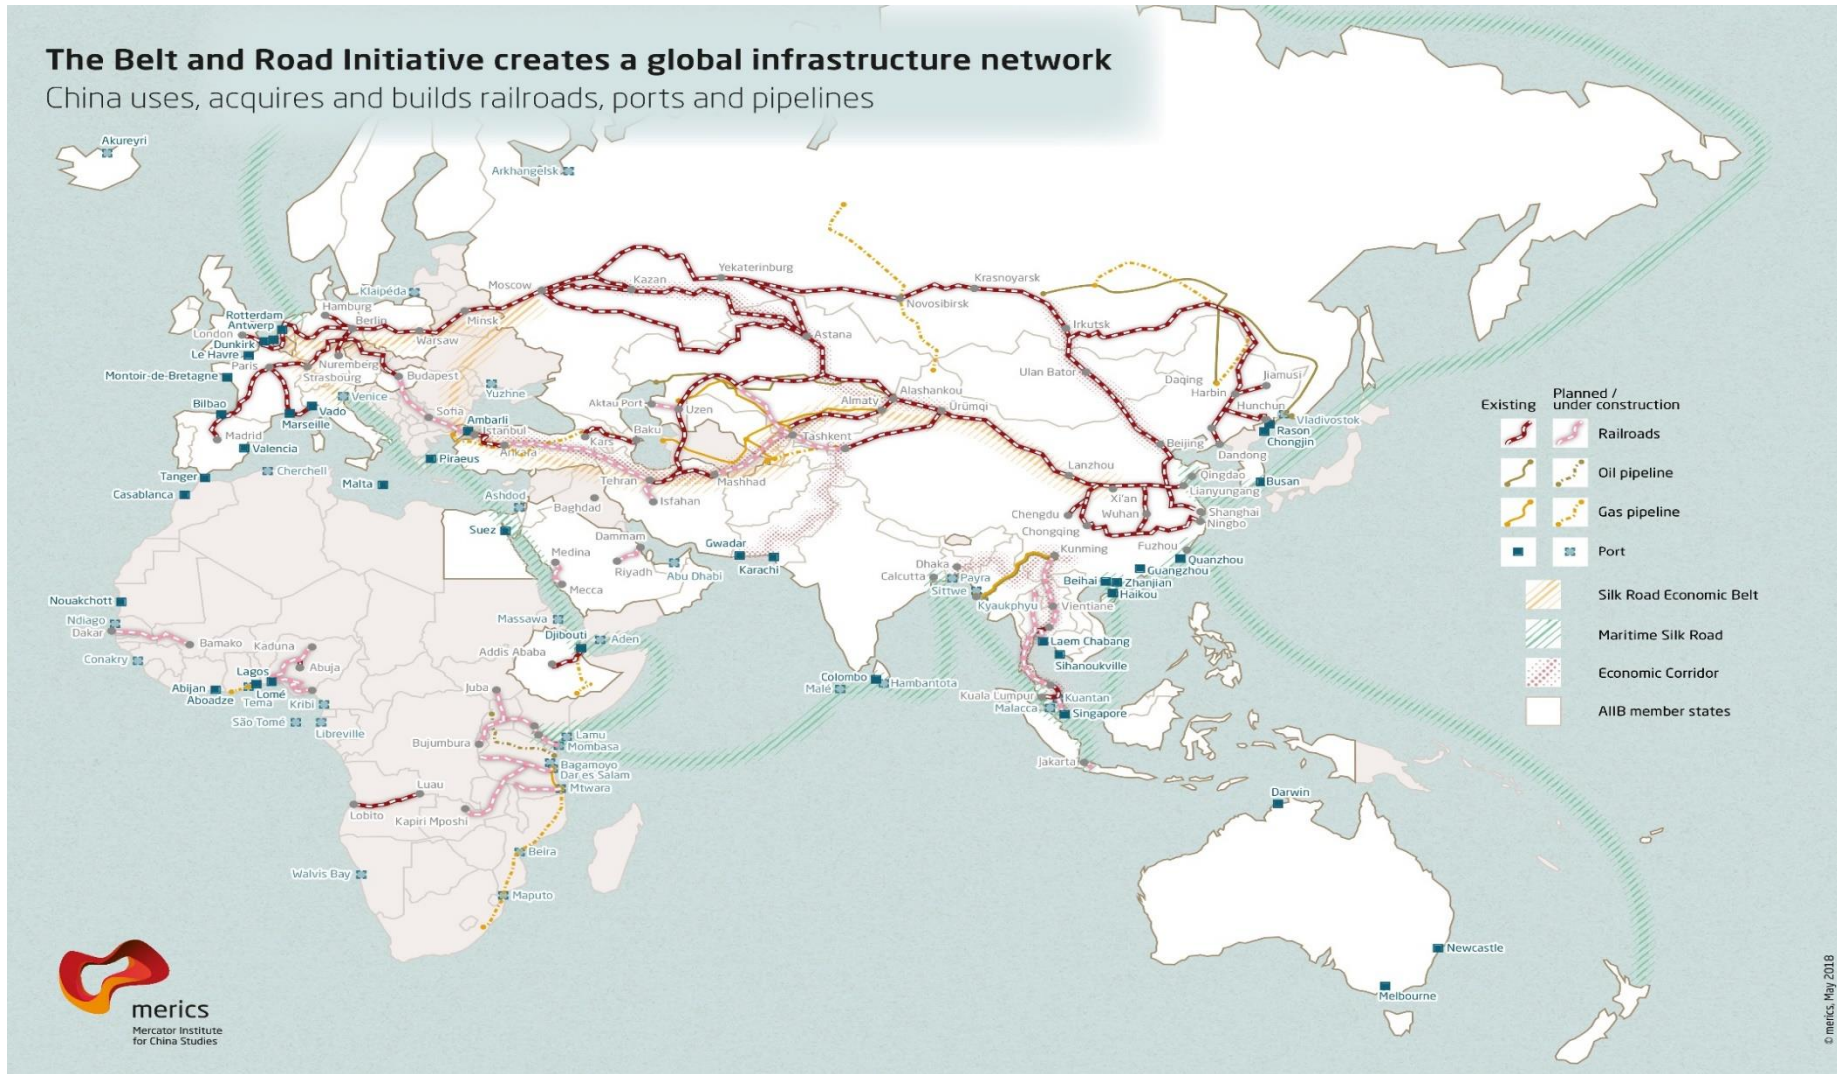 The Belt and Road Initiative creates a global infrastructure network
China uses, acquires and builds railroads, ports and pipelines
Akureyri
Arkhangelsk
Klaipéda
Hamburg
Rotterdam
Antwerp
London
Dunkirk
Le Havre
Paris
Montoir-de-Bretagne
Bilbao
Madrid
Valencia
Tanger
Casablanca
Cherchell
Malta
Marseille
Vado
Venice
Strasbourg
Nuremberg
Berlin
Warsaw
Minsk
Moscow
Budapest
Sofia
Yuzhne
Ambarli
Istanbul
Ankara
Piraeus
Kazan
Yekaterinburg
Astana
Novosibirsk
Krasnoyarsk
Irkutsk
Ulan Bator
Aktau Port
Uzen
Kars
Baku
Almaty
Alashankou
Ürümqi
Tashkent
Tehran
Mashhad
Isfahan
Baghdad
Ashdod
Suez
Dammam
Riyadh
Medina
Mecca
Abu Dhabi
Gwadar
Karachi
Daqing
Harbin
Jiamusi
Hunchun
Vladivostok
Rason
Chongjin
Beijing
Dandong
Busan
Qingdao
Lianyungang
Lanzhou
Xi'an
Chengdu
Wuhan
Chongqing
Shanghai
Ningbo
Fuzhou
Quanzhou
Guangzhou
Kunming
Beihai
Zhanjian
Haikou
Dhaka
Calcutta
Payra
Sittwe
Kyaukphyu
Vientiane
Laem Chabang
Sihanoukville
Colombo
Hambantota
Malé
Kuala Lumpur
Kuantan
Malacca
Singapore
Jakarta
Nouakchott
Ndiago
Dakar
Bamako
Conakry
Kaduna
Abuja
Lagos
Abijan
Aboadze
Tema
Lomé
Kribi
São Tomé
Libreville
Massawa
Djibouti
Aden
Addis Ababa
Juba
Bujumbura
Lamu
Mombasa
Bagamoyo
Dar es Salam
Mtwara
Luau
Lobito
Kapiri Mposhi
Beira
Walvis Bay
Maputo
Darwin
Newcastle
Melbourne
Existing
Planned /
under construction
Railroads
Oil pipeline
Gas pipeline
Port
Silk Road Economic Belt
Maritime Silk Road
Economic Corridor
AIIB member states
merics
Mercator Institute
for China Studies
© merics, May 2018